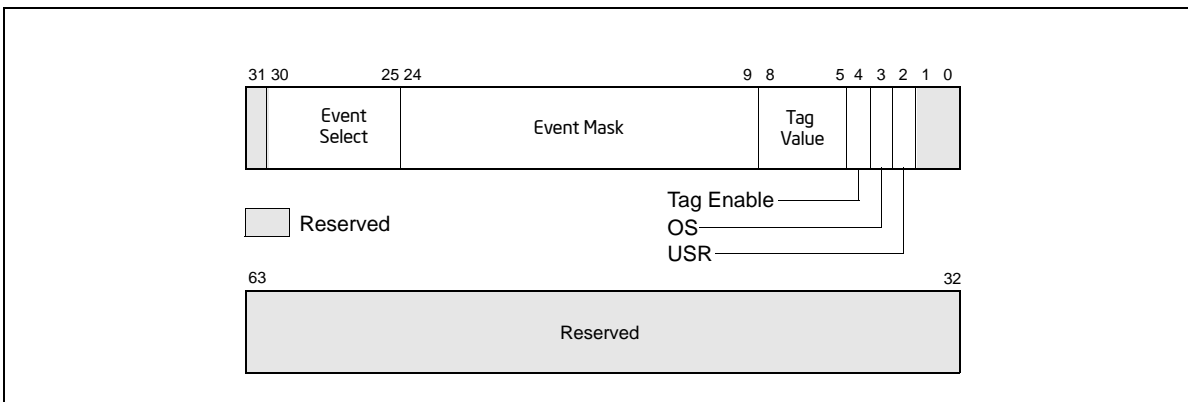 31 30 25 24 9 8 5 4 3 2 1 0
Event
Select
Event Mask
Tag
Value
Tag Enable
OS
USR
Reserved
63 32
Reserved